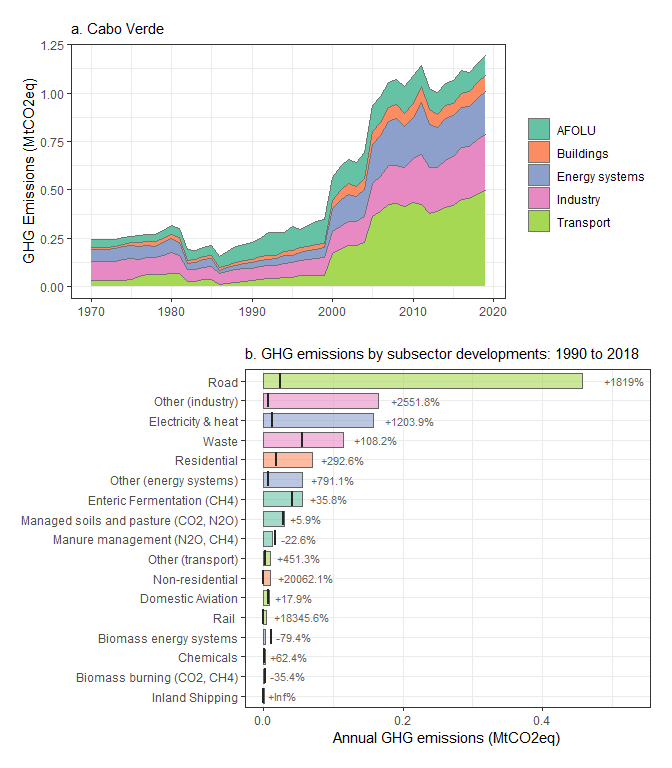 a. Cabo Verde
GHG Emissions (MtCO2eq)
1.25
1.00
0.75
0.50
0.25
0.00
1970 1980 1990 2000 2010 2020
AFOLU
Buildings
Energy systems
Industry
Transport
b. GHG emissions by subsector developments: 1990 to 2018
Road +1819%
Other (industry) +2551.8%
Electricity & heat +1203.9%
Waste +108.2%
Residential +292.6%
Other (energy systems) +791.1%
Enteric Fermentation (CH4) +35.8%
Managed soils and pasture (CO2, N2O) +5.9%
Manure management (N2O, CH4) -22.6%
Other (transport) +451.3%
Non-residential +20062.1%
Domestic Aviation +17.9%
Rail +18345.6%
Biomass energy systems -79.4%
Chemicals +62.4%
Biomass burning (CO2, CH4) -35.4%
Inland Shipping +Inf%
0.0 0.2 0.4
Annual GHG emissions (MtCO2eq)